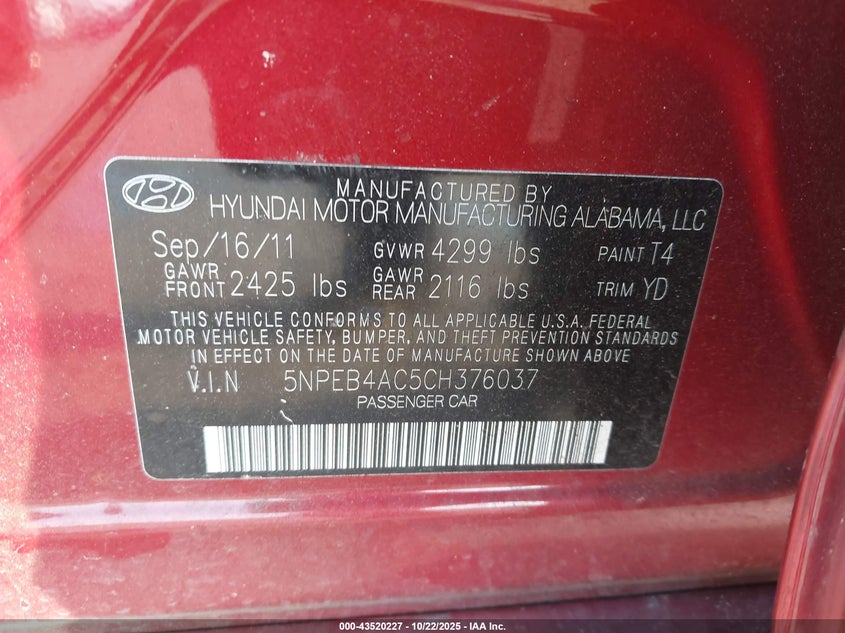 MANUFACTURED BY
HYUNDAI MOTOR MANUFACTURING ALABAMA, LLC
Sep/16/11 GVWR 4299 lbs PAINT T4
GAWR FRONT 2425 lbs GAWR REAR 2116 lbs TRIM YD
THIS VEHICLE CONFORMS TO ALL APPLICABLE U.S.A. FEDERAL
MOTOR VEHICLE SAFETY, BUMPER, AND THEFT PREVENTION STANDARDS
IN EFFECT ON THE DATE OF MANUFACTURE SHOWN ABOVE.
V.I.N 5NPEB4AC5CH376037
PASSENGER CAR
000-43520227 - 10/22/2025 - IAA Inc.